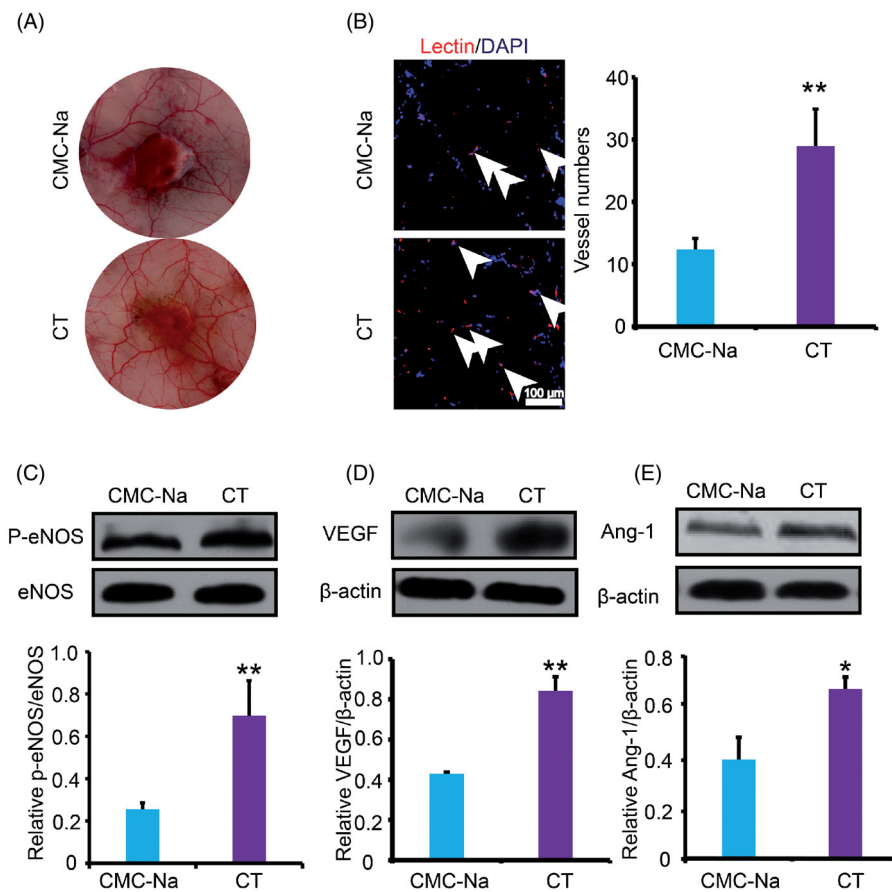 (A)
CMC-Na
CT
(B)
Lectin/DAPI
CMC-Na
CT
100 µm
Vessel numbers
40
30
20
10
0
**
CMC-Na CT
(C)
CMC-Na CT
P-eNOS
eNOS
Relative p-eNOS/eNOS
1.0
0.8
0.6
0.4
0.2
0
**
CMC-Na CT
(D)
CMC-Na CT
VEGF
β-actin
Relative VEGF/β-actin
1.0
0.8
0.6
0.4
0.2
0
**
CMC-Na CT
(E)
CMC-Na CT
Ang-1
β-actin
Relative Ang-1/β-actin
0.8
0.6
0.4
0.2
0
*
CMC-Na CT